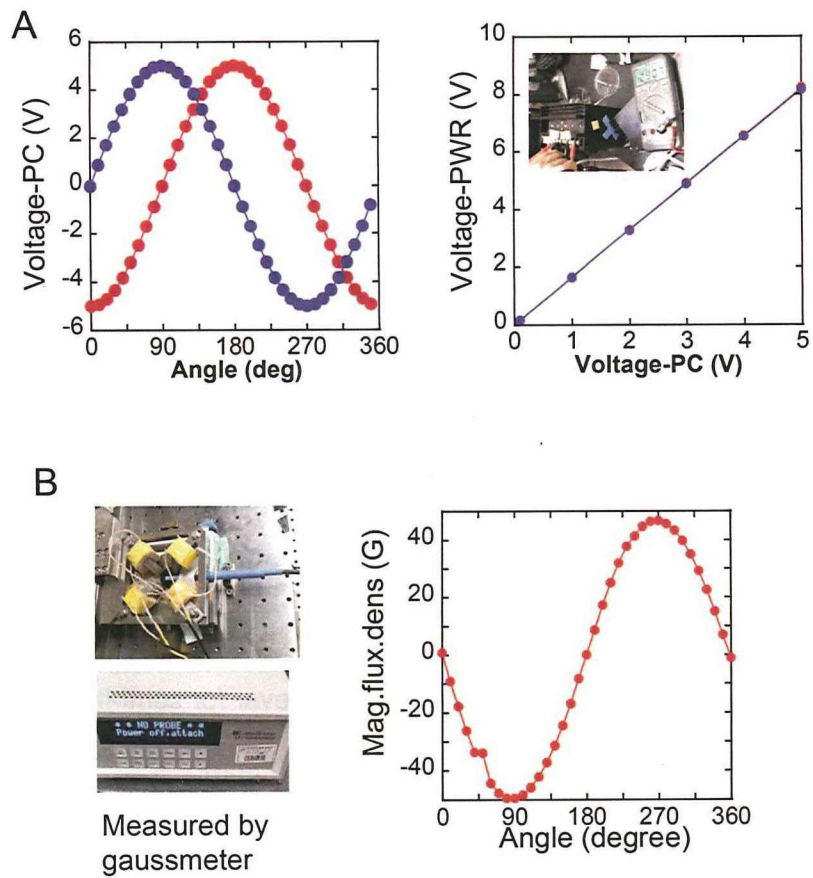 A
Voltage-PC (V)
6
4
2
0
-2
-4
-6
0 90 180 270 360
Angle (deg)
Voltage-PWR (V)
10
8
6
4
2
0
0 1 2 3 4 5
Voltage-PC (V)
B
* * NO PROBE * *
Power off.attach
Measured by
gaussmeter
Mag.flux.dens (G)
40
20
0
-20
-40
0 90 180 270 360
Angle (degree)